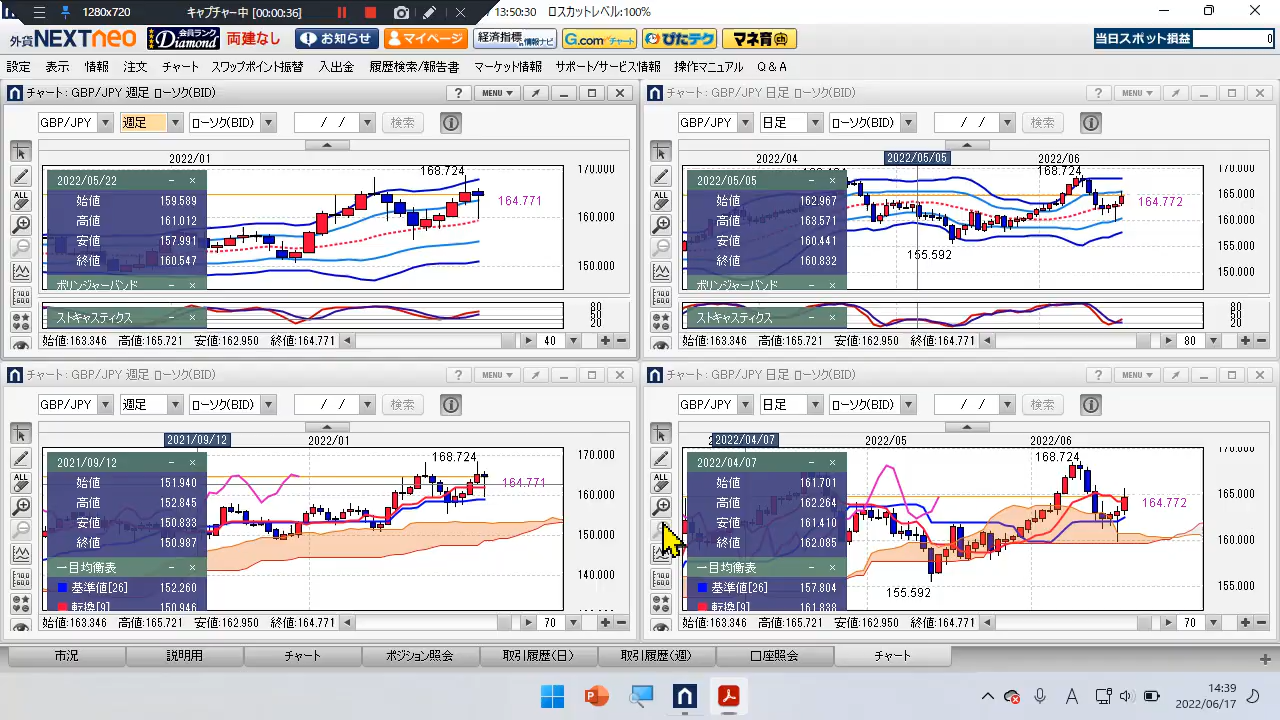 1280x720 キャプチャー中 [00:00:36] 13:50:30 ロスカットレベル:100%
外貨NEXTneo 会員ランク Diamond 両建なし お知らせ マイページ 経済指標 情報ナビ G.comチャート ぴたテク マネ育 当日スポット損益 0
設定 表示 情報 注文 チャート スワップポイント振替 入出金 履歴検索/報告書 マーケット情報 サポート/サービス情報 操作マニュアル Q&A
チャート : GBP/JPY 週足 ローソク(BID) ? MENU▼
GBP/JPY 週足 ローソク(BID) / / 検索
2022/01
168.724 170.000
2022/05/22 − ×
始値 159.589
高値 161.012
安値 157.991
終値 160.547
ボリンジャーバンド − ×
164.771
160.000
150.000
ストキャスティクス − ×
80
50
20
始値:163.346 高値:165.721 安値:162.950 終値:164.771 40
チャート : GBP/JPY 日足 ローソク(BID) ? MENU▼
GBP/JPY 日足 ローソク(BID) / / 検索
2022/04 2022/05/05 2022/06
168.724 170.000
2022/05/05 − ×
始値 162.967
高値 163.571
安値 160.441
終値 160.832
ボリンジャーバンド − ×
165.000
164.772
160.000
155.000
155.592
150.000
ストキャスティクス − ×
80
50
20
始値:163.346 高値:165.721 安値:162.950 終値:164.771 80
チャート : GBP/JPY 週足 ローソク(BID) ? MENU▼
GBP/JPY 週足 ローソク(BID) / / 検索
2021/09/12 2022/01
168.724 170.000
2021/09/12 − ×
始値 151.940
高値 152.845
安値 150.833
終値 150.987
一目均衡表 − ×
基準値[26] 152.260
転換[9] 150.946
164.771
160.000
150.000
140.000
始値:163.346 高値:165.721 安値:162.950 終値:164.771 70
チャート : GBP/JPY 日足 ローソク(BID) ? MENU▼
GBP/JPY 日足 ローソク(BID) / / 検索
2022/04/07 2022/05 2022/06
168.724 170.000
2022/04/07 − ×
始値 161.701
高値 162.264
安値 161.410
終値 162.085
一目均衡表 − ×
基準値[26] 157.804
転換[9] 161.838
165.000
164.772
160.000
155.000
155.592
始値:163.346 高値:165.721 安値:162.950 終値:164.771 70
市況 説明用 チャート ポジション照会 取引履歴(日) 取引履歴(週) 口座照会 チャート
A 14:39
2022/06/17